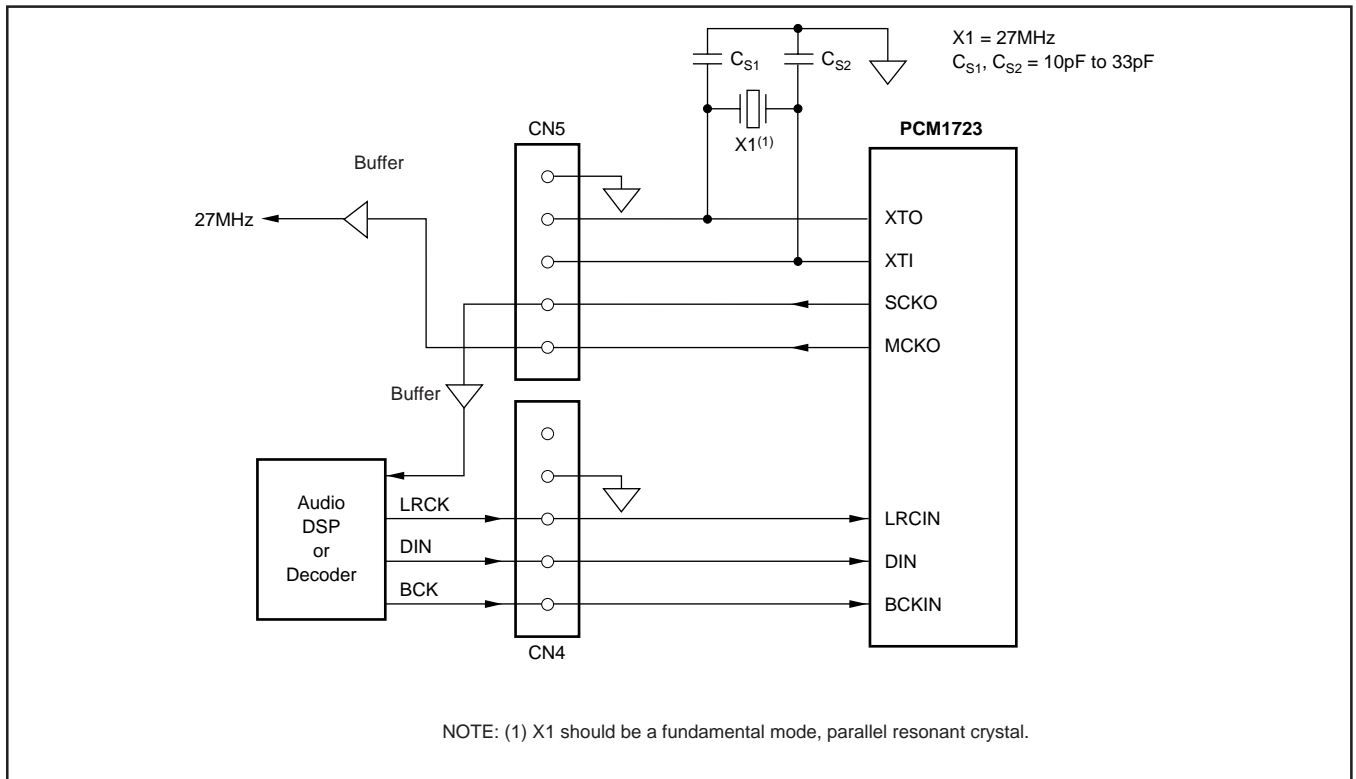 X1 = 27MHz
C_S1, C_S2 = 10pF to 33pF
C_S1
C_S2
CN5
X1(1)
PCM1723
Buffer
27MHz
XTO
XTI
SCKO
MCKO
Buffer
Audio
DSP
or
Decoder
LRCK
DIN
BCK
LRCIN
DIN
BCKIN
CN4
NOTE: (1) X1 should be a fundamental mode, parallel resonant crystal.